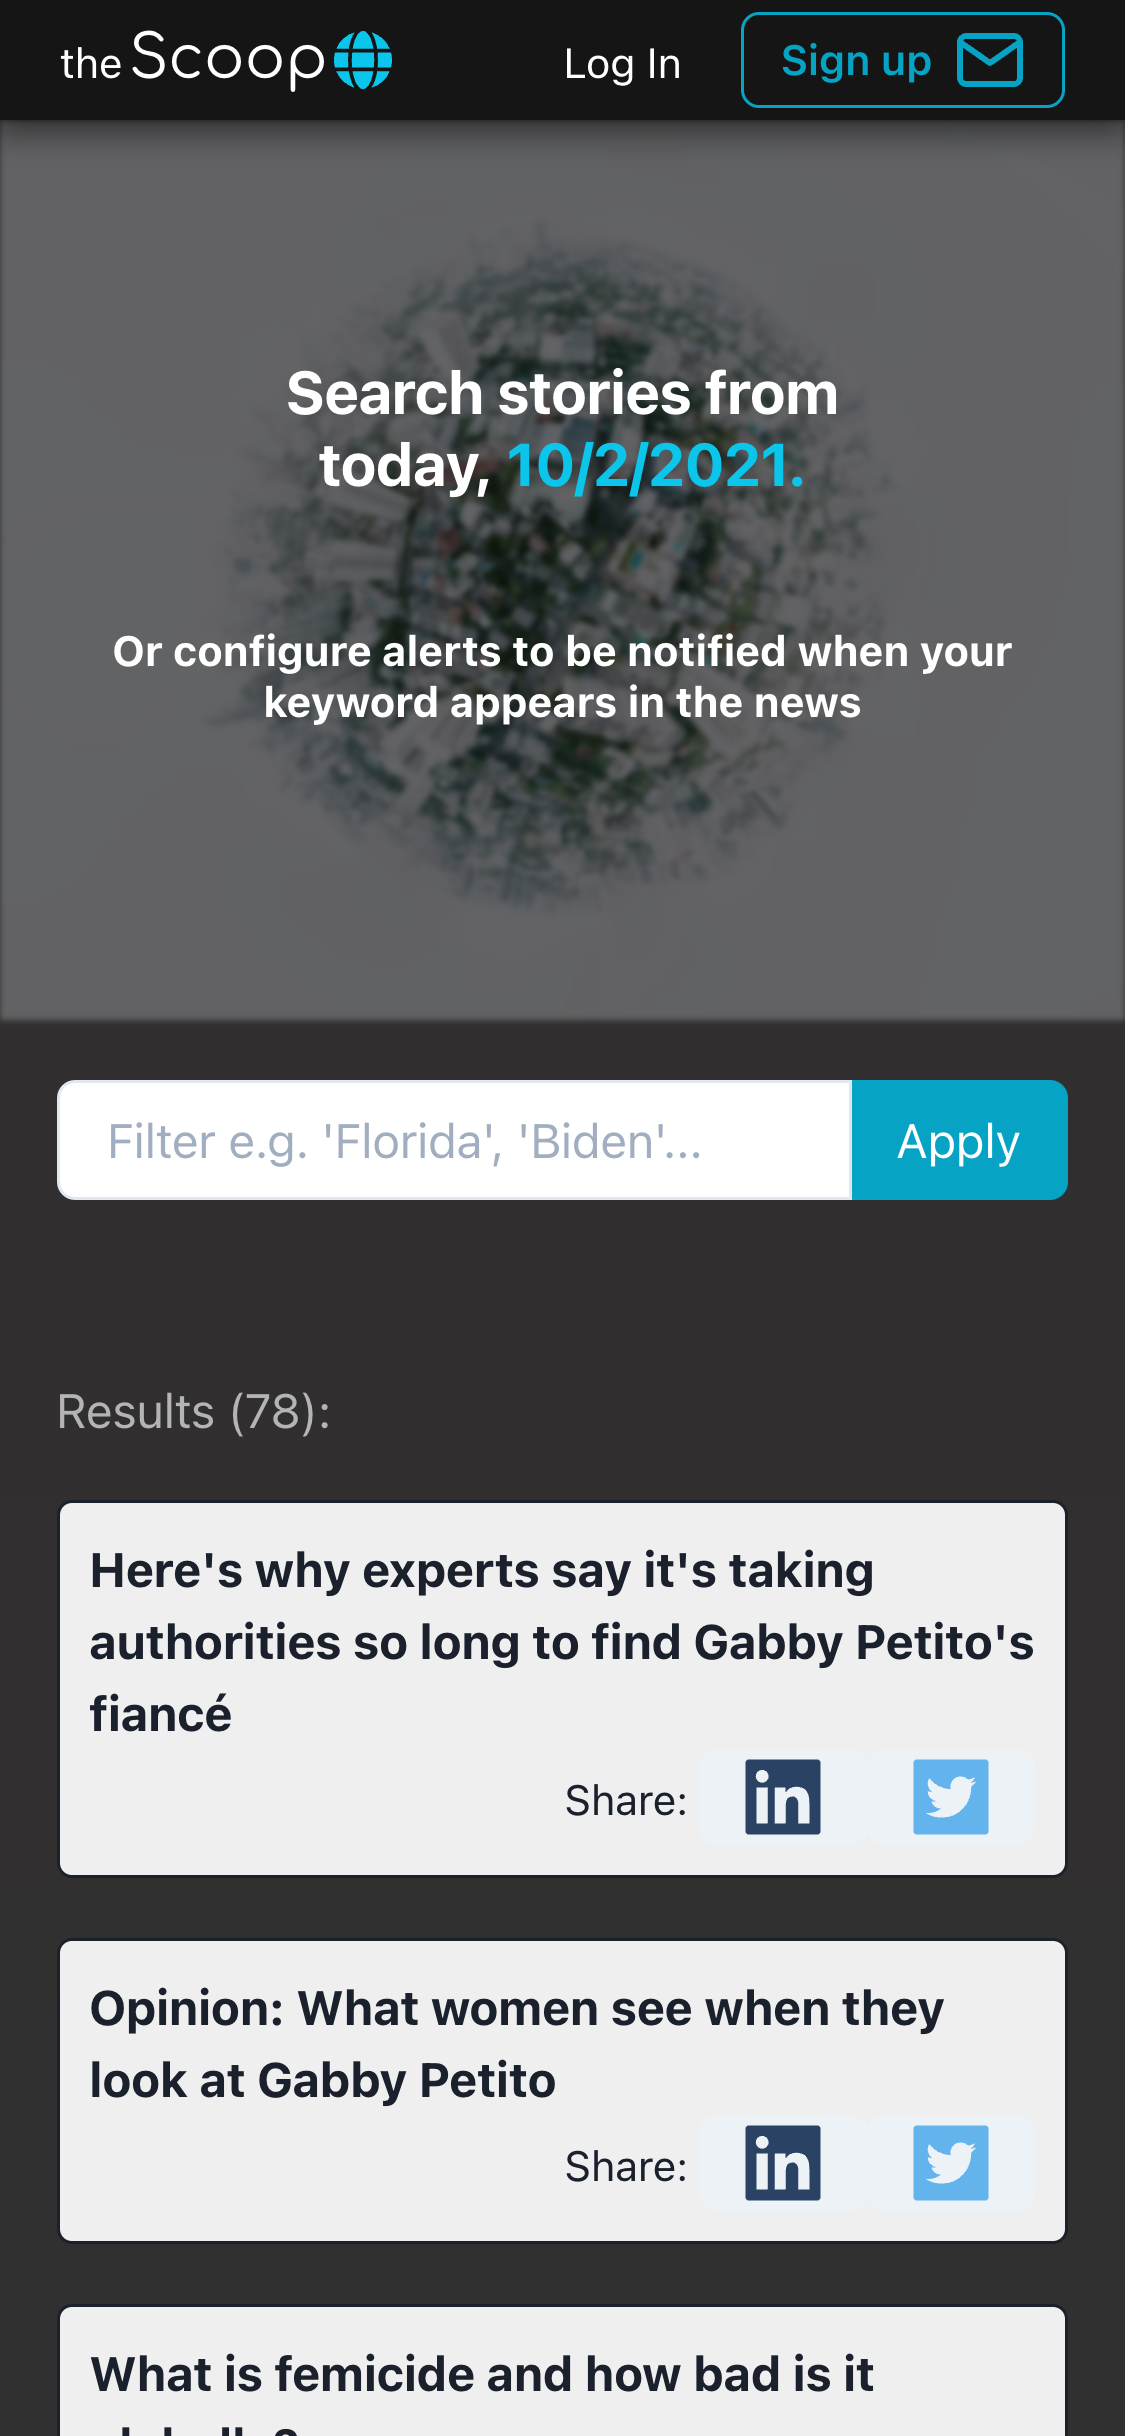 the Scoop
Log In
Sign up
Search stories from
today, 10/2/2021.
Or configure alerts to be notified when your
keyword appears in the news
Filter e.g. 'Florida', 'Biden'...
Apply
Results (78):
Here's why experts say it's taking
authorities so long to find Gabby Petito's
fiancé
Share:
Opinion: What women see when they
look at Gabby Petito
Share:
What is femicide and how bad is it